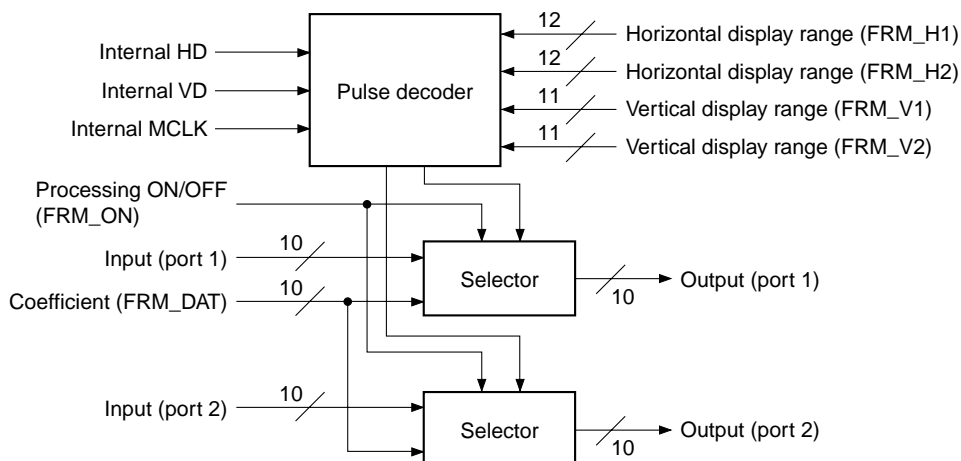 12
Horizontal display range (FRM_H1)
Internal HD
12
Horizontal display range (FRM_H2)
Internal VD
Pulse decoder
11
Vertical display range (FRM_V1)
Internal MCLK
11
Vertical display range (FRM_V2)
Processing ON/OFF
(FRM_ON)
Input (port 1)
10
Selector
10
Output (port 1)
Coefficient (FRM_DAT)
10
Input (port 2)
10
Selector
10
Output (port 2)